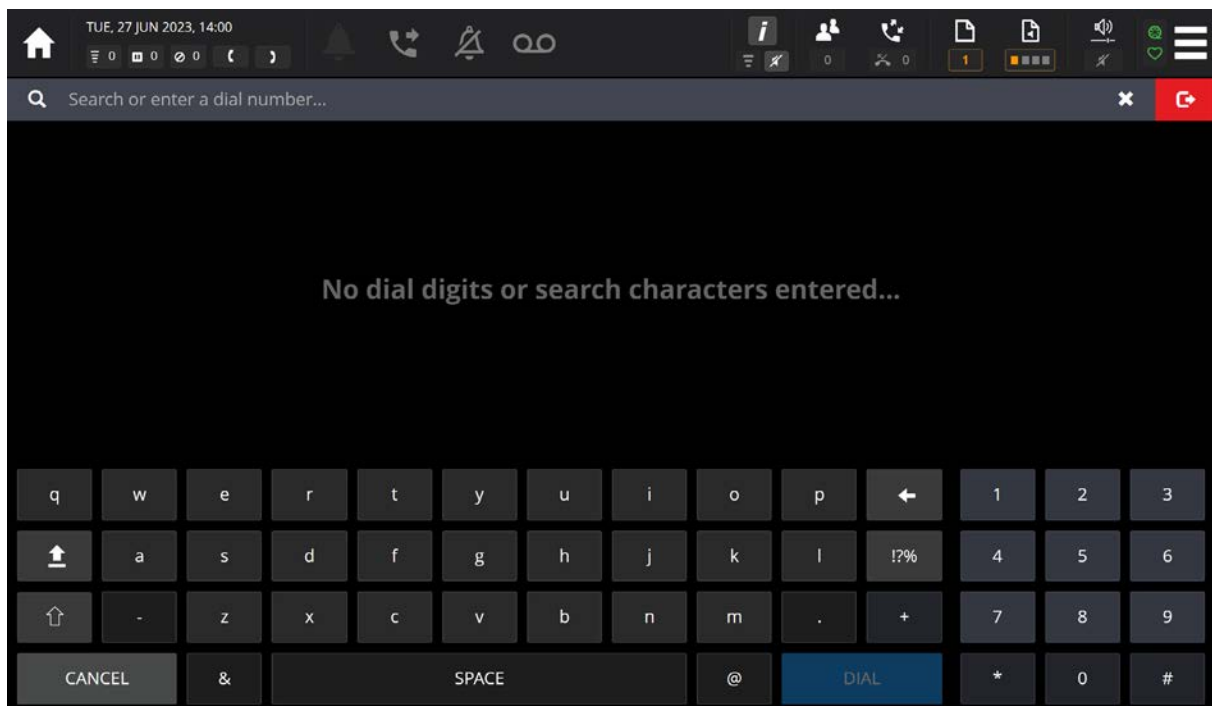 TUE, 27 JUN 2023, 14:00
0 0 0
i
0 0 1
Search or enter a dial number...
No dial digits or search characters entered...
q w e r t y u i o p 1 2 3
a s d f g h j k l !?% 4 5 6
- z x c v b n m . + 7 8 9
CANCEL & SPACE @ DIAL * 0 #